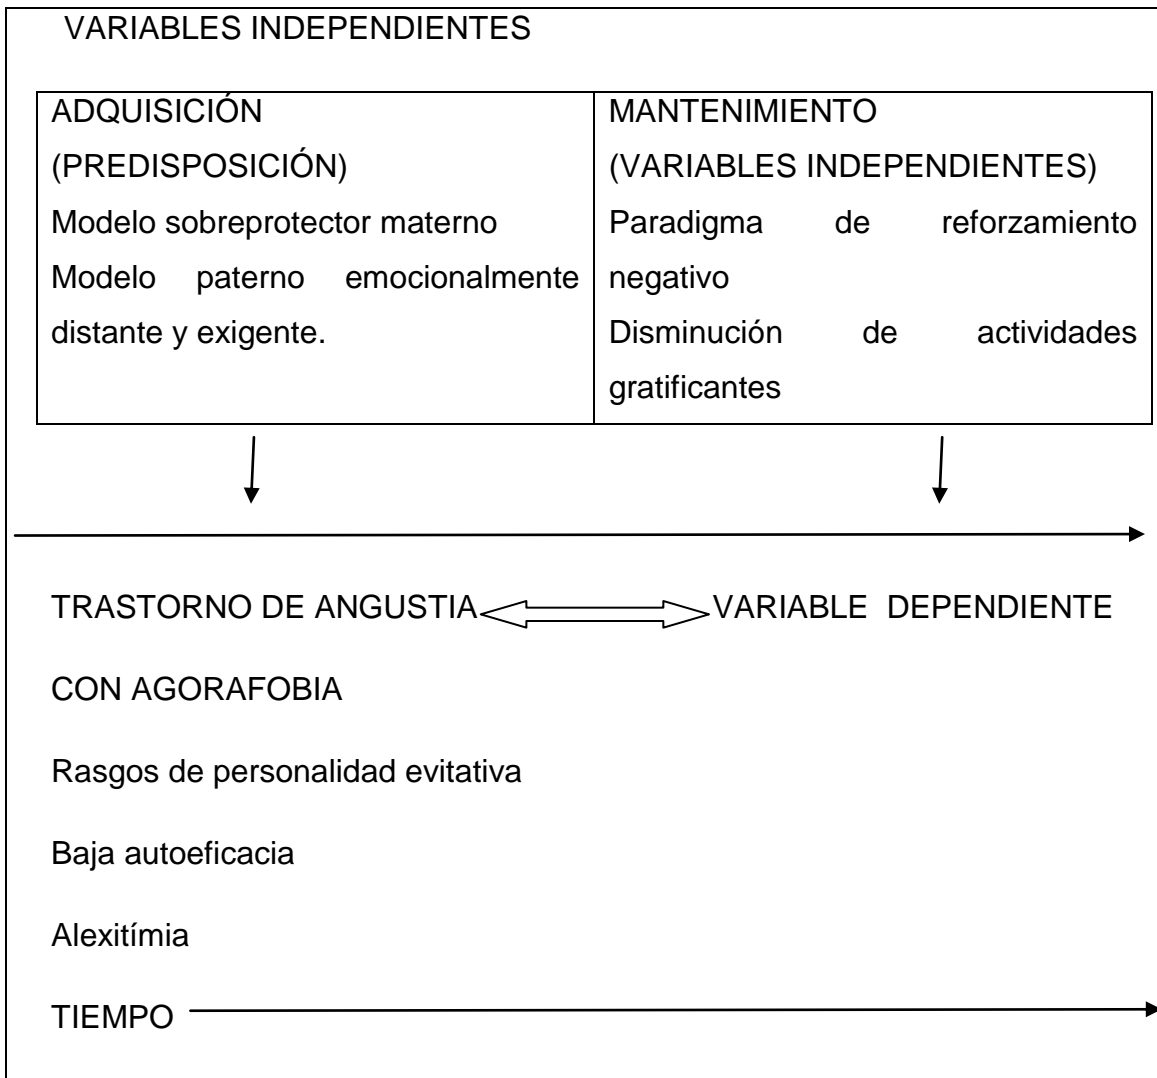 VARIABLES INDEPENDIENTES
ADQUISICIÓN
(PREDISPOSICIÓN)
Modelo sobreprotector materno
Modelo paterno emocionalmente
distante y exigente.
MANTENIMIENTO
(VARIABLES INDEPENDIENTES)
Paradigma de reforzamiento
negativo
Disminución de actividades
gratificantes
TRASTORNO DE ANGUSTIA VARIABLE DEPENDIENTE
CON AGORAFOBIA
Rasgos de personalidad evitativa
Baja autoeficacia
Alexitímia
TIEMPO